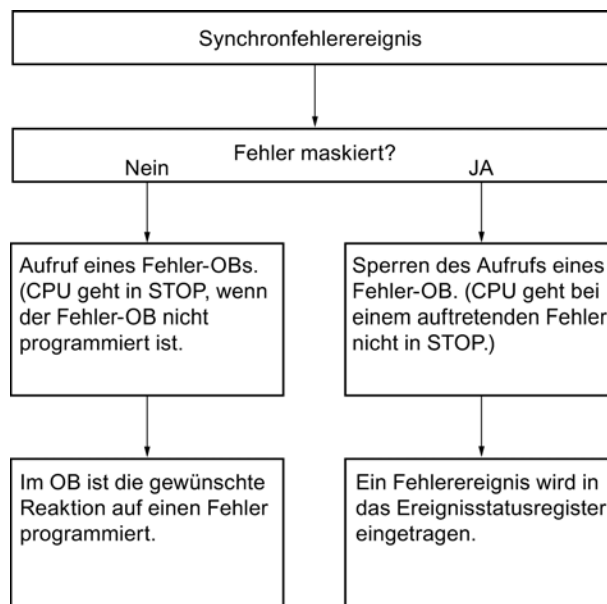 Synchronfehlerereignis
Fehler maskiert?
Nein
JA
Aufruf eines Fehler-OBs.
(CPU geht in STOP, wenn
der Fehler-OB nicht
programmiert ist.
Sperren des Aufrufs eines
Fehler-OB. (CPU geht bei
einem auftretenden Fehler
nicht in STOP.)
Im OB ist die gewünschte
Reaktion auf einen Fehler
programmiert.
Ein Fehlerereignis wird in
das Ereignisstatusregister
eingetragen.